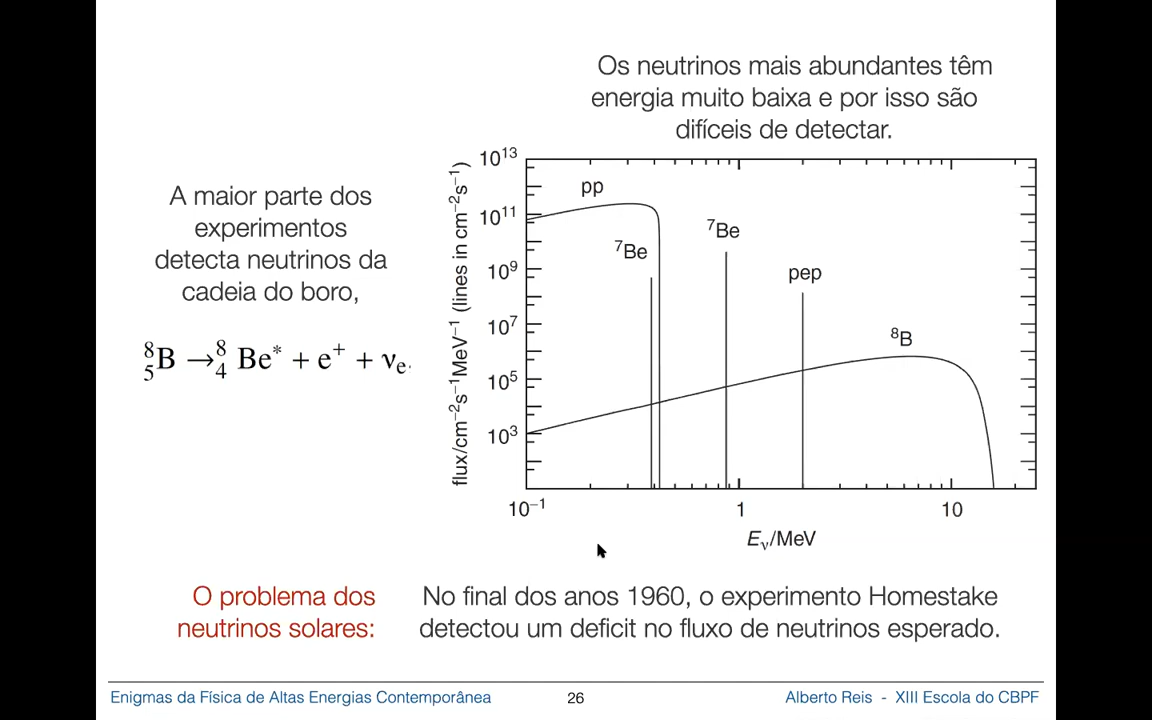 Os neutrinos mais abundantes têm
energia muito baixa e por isso são
difíceis de detectar.
A maior parte dos
experimentos
detecta neutrinos da
cadeia do boro,
⁸₅B →⁸₄ Be* + e⁺ + νₑ.
flux/cm⁻²s⁻¹MeV⁻¹ (lines in cm⁻²s⁻¹)
10¹³
10¹¹
10⁹
10⁷
10⁵
10³
pp
⁷Be
⁷Be
pep
⁸B
10⁻¹ 1 10
Eᵥ/MeV
O problema dos
neutrinos solares:
No final dos anos 1960, o experimento Homestake
detectou um deficit no fluxo de neutrinos esperado.
Enigmas da Física de Altas Energias Contemporânea 26 Alberto Reis - XIII Escola do CBPF